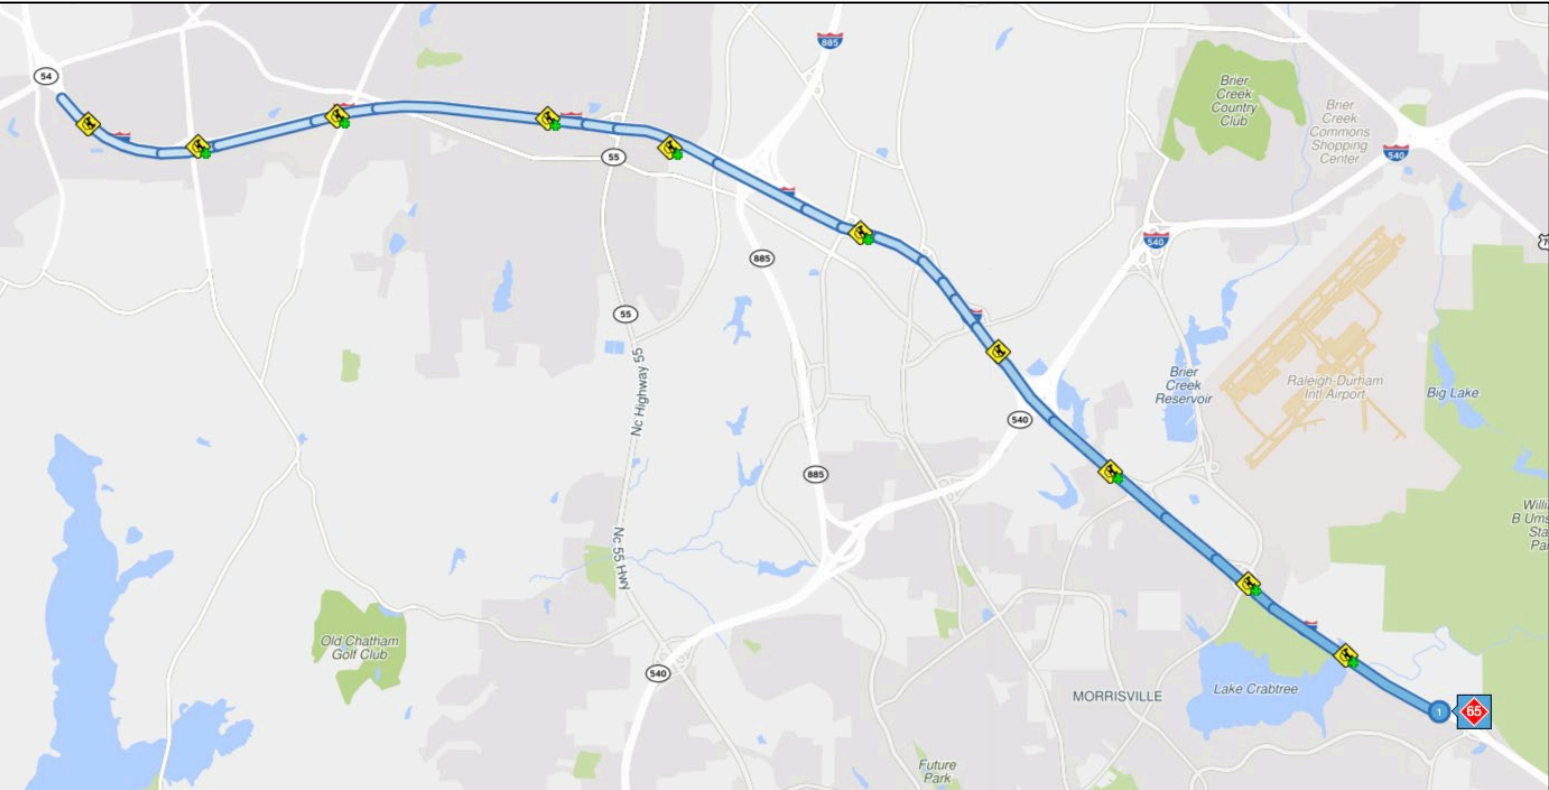 54
885
Brier
Creek
Country
Club
Brier
Creek
Commons
Shopping
Center
540
55
540
885
55
Nc Highway 55
Brier
Creek
Reservoir
Raleigh-Durham
Intl Airport
Big Lake
540
885
B Ums
Nc 55 Hwy
Old Chatham
Golf Club
540
MORRISVILLE
Lake Crabtree
1
65
Future
Park